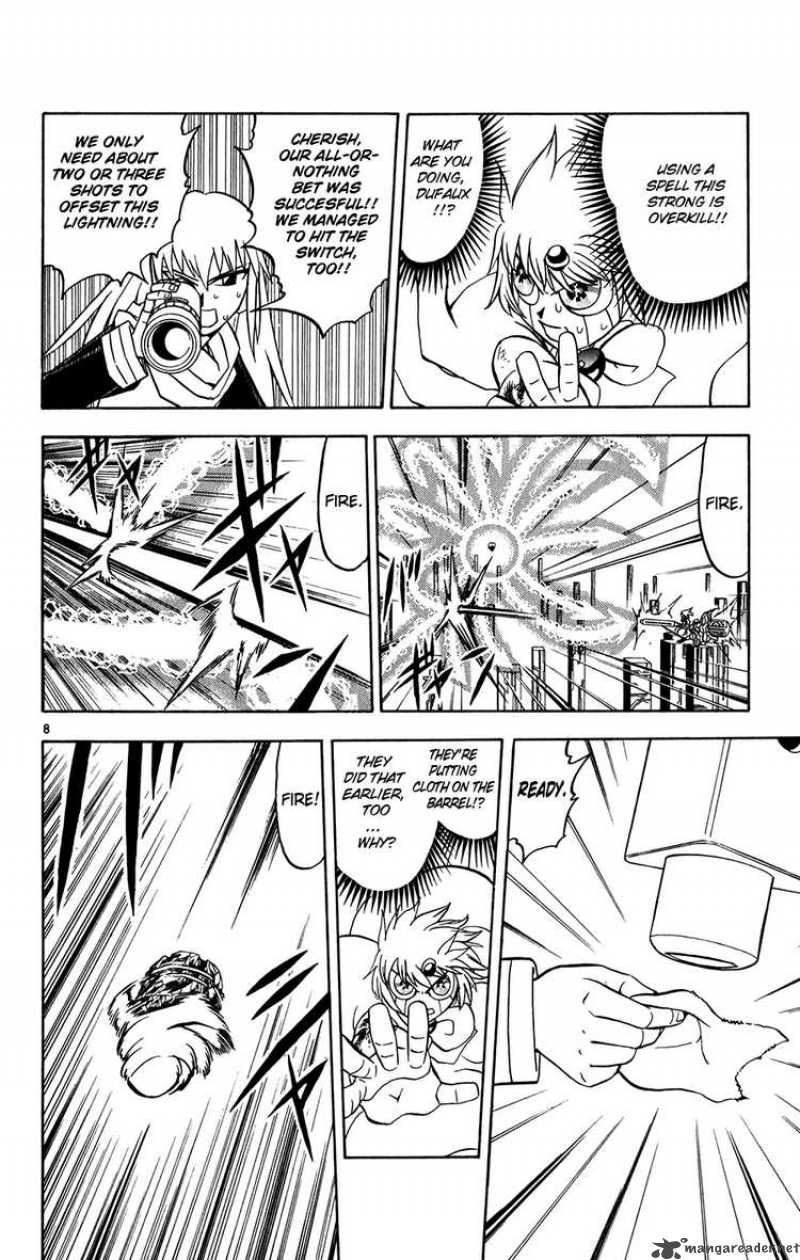 USING A
SPELL THIS
STRONG IS
OVERKILL!!
WHAT
ARE YOU
DOING,
DUFAUX
!!?
CHERISH,
OUR ALL-OR-
NOTHING
BET WAS
SUCCESFUL!!
WE MANAGED
TO HIT THE
SWITCH,
TOO!!
WE ONLY
NEED ABOUT
TWO OR THREE
SHOTS TO
OFFSET THIS
LIGHTNING!!
FIRE.
FIRE.
8
READY.
THEY'RE
PUTTING
CLOTH ON THE
BARREL!?
THEY
DID THAT
EARLIER,
TOO
...
WHY?
FIRE!
mangareader.net